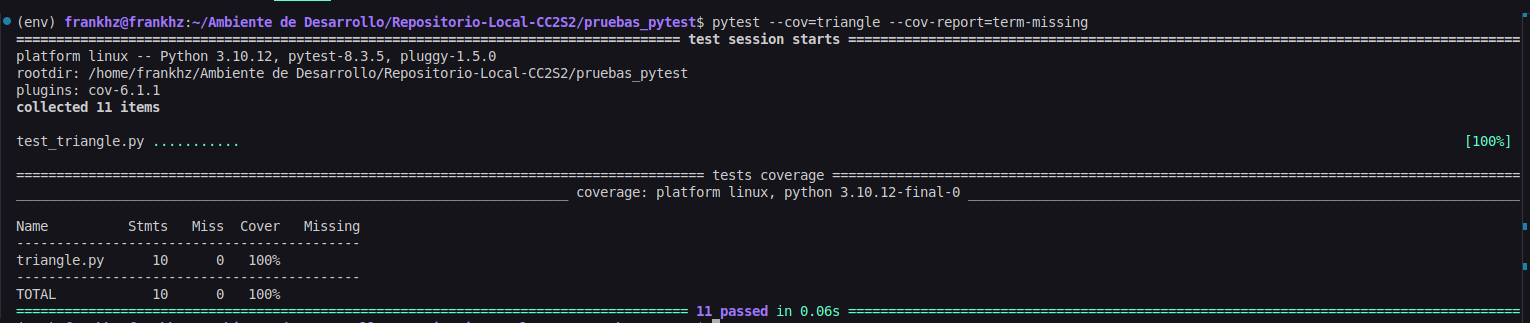 (env) frankhz@frankhz:~/Ambiente de Desarrollo/Repositorio-Local-CC2S2/pruebas_pytest$ pytest --cov=triangle --cov-report=term-missing
=================================================================================== test session starts ====================================================================================
platform linux -- Python 3.10.12, pytest-8.3.5, pluggy-1.5.0
rootdir: /home/frankhz/Ambiente de Desarrollo/Repositorio-Local-CC2S2/pruebas_pytest
plugins: cov-6.1.1
collected 11 items
test_triangle.py ........... [100%]
====================================================================================== tests coverage ======================================================================================
_____________________________________________________________________ coverage: platform linux, python 3.10.12-final-0 _____________________________________________________________________
Name          Stmts   Miss  Cover   Missing
-------------------------------------------
triangle.py      10      0   100%
-------------------------------------------
TOTAL            10      0   100%
==================================================================================== 11 passed in 0.06s ====================================================================================